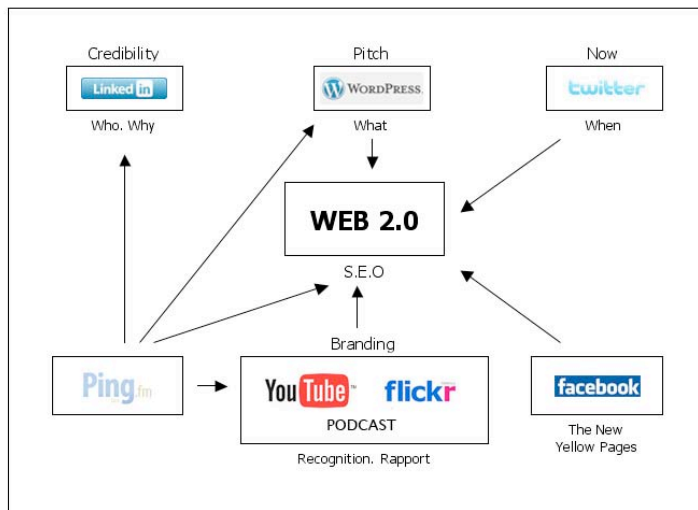 Credibility
Pitch
Now
Linked in
WORDPRESS
twitter
Who. Why
What
When
WEB 2.0
S.E.O
Branding
Ping.fm
YouTube™
flickr
facebook
PODCAST
The New
Yellow Pages
Recognition. Rapport